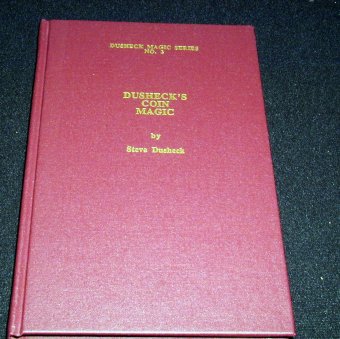 DUSHECK MAGIC SERIES
NO. 3
DUSHECK'S
COIN
MAGIC
by
Steve Dusheck